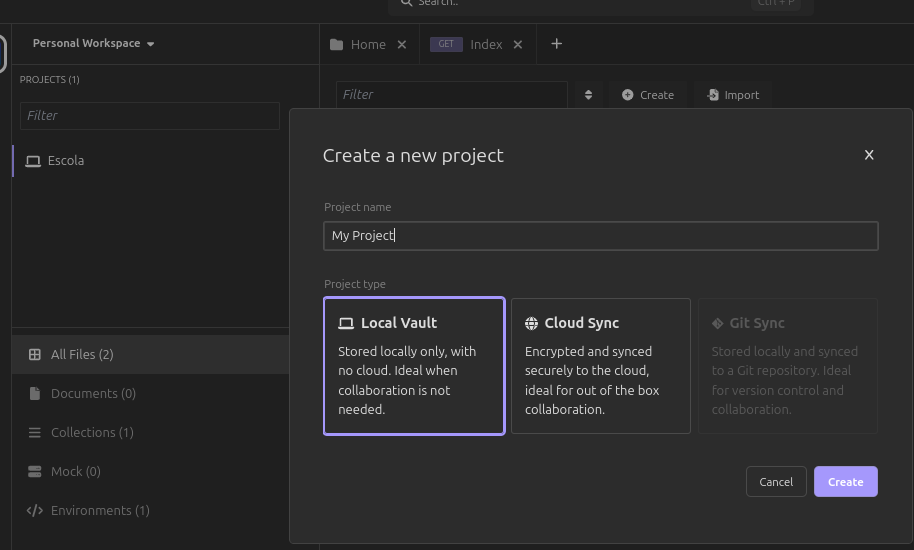 Search..
Ctrl + P
Personal Workspace
Home
GET Index
PROJECTS (1)
Filter
Filter
Create
Import
Escola
Create a new project
Project name
My Project
Project type
Local Vault
Stored locally only, with
no cloud. Ideal when
collaboration is not
needed.
Cloud Sync
Encrypted and synced
securely to the cloud,
ideal for out of the box
collaboration.
Git Sync
Stored locally and synced
to a Git repository. Ideal
for version control and
collaboration.
All Files (2)
Documents (0)
Collections (1)
Mock (0)
Environments (1)
Cancel
Create